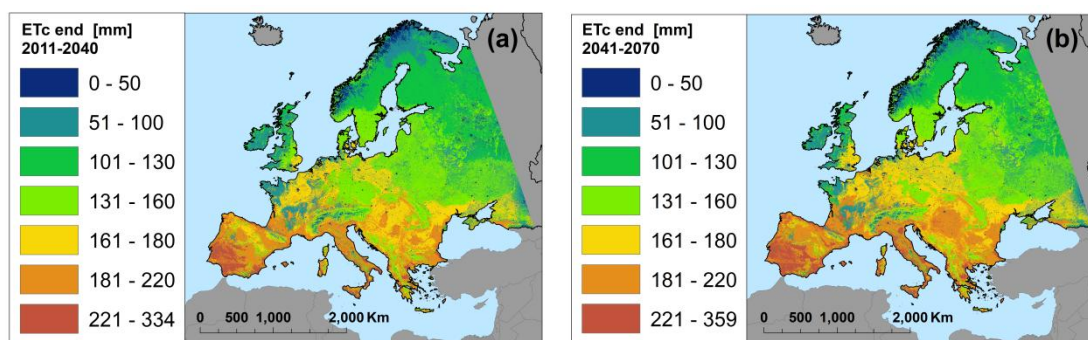 ETc end [mm]
2011-2040
0 - 50
51 - 100
101 - 130
131 - 160
161 - 180
181 - 220
221 - 334
(a)
0 500 1,000 2,000 Km
ETc end [mm]
2041-2070
0 - 50
51 - 100
101 - 130
131 - 160
161 - 180
181 - 220
221 - 359
(b)
0 500 1,000 2,000 Km